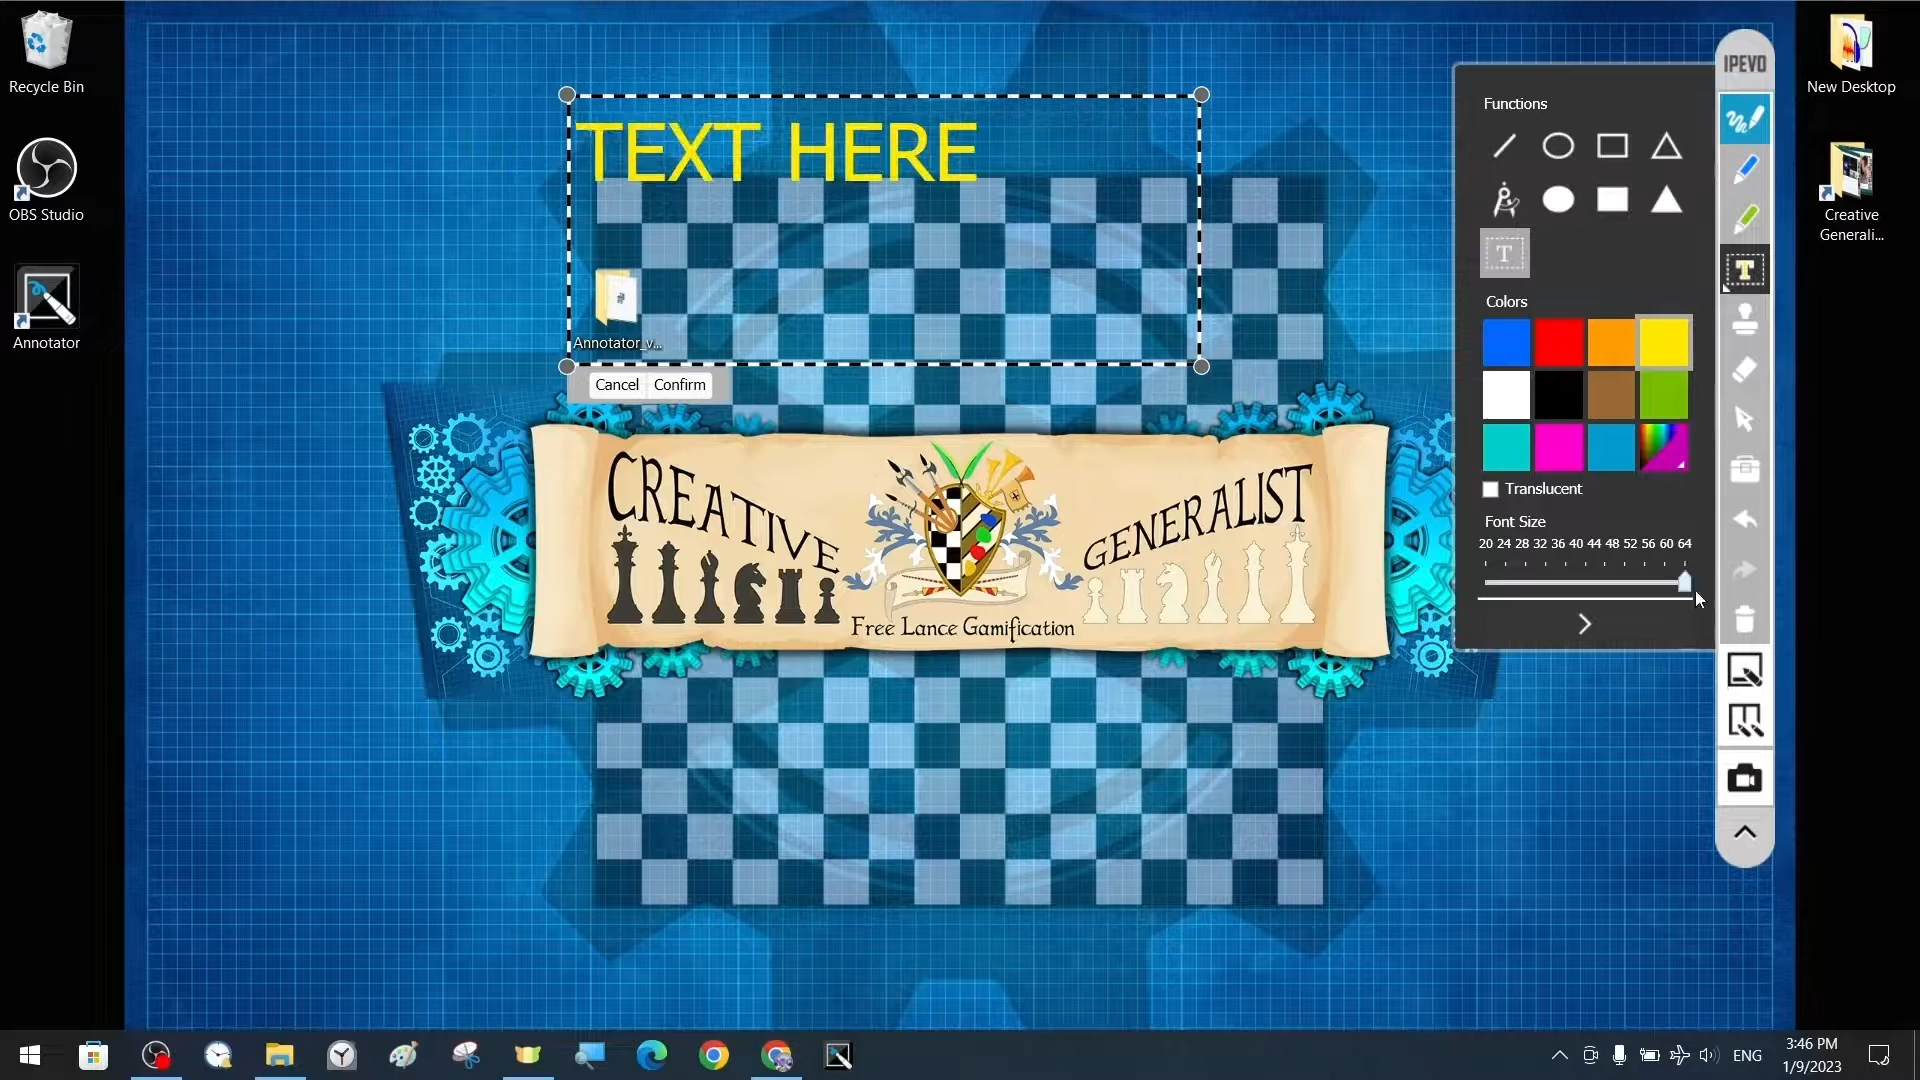 Recycle Bin
OBS Studio
Annotator
TEXT HERE
Annotator_v...
Cancel Confirm
CREATIVE
GENERALIST
Free Lance Gamification
IPEVO
Functions
T
T
Colors
Translucent
Font Size
20 24 28 32 36 40 44 48 52 56 60 64
New Desktop
Creative
Generali...
ENG
3:46 PM
1/9/2023